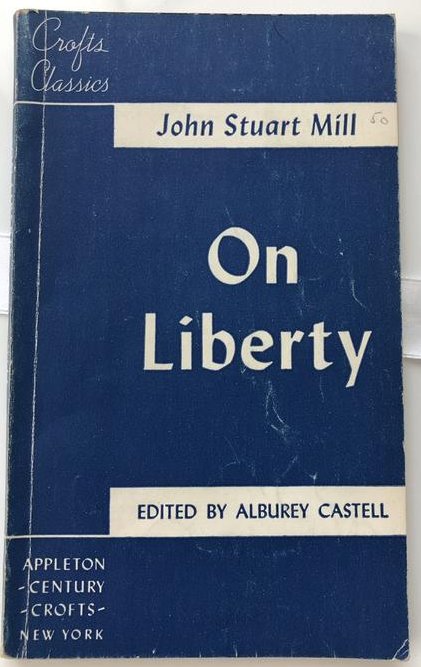 Crofts
Classics
John Stuart Mill
50
On
Liberty
EDITED BY ALBUREY CASTELL
APPLETON
-CENTURY
-CROFTS-
NEW YORK